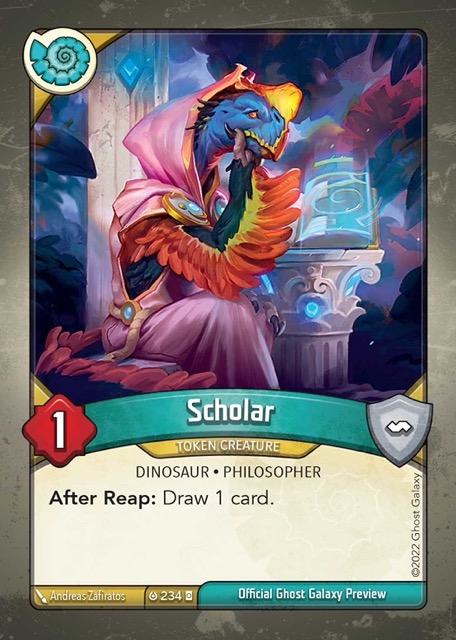 Scholar
1
TOKEN CREATURE
DINOSAUR • PHILOSOPHER
After Reap: Draw 1 card.
©2022 Ghost Galaxy
Andreas Zafiratos
234
Official Ghost Galaxy Preview